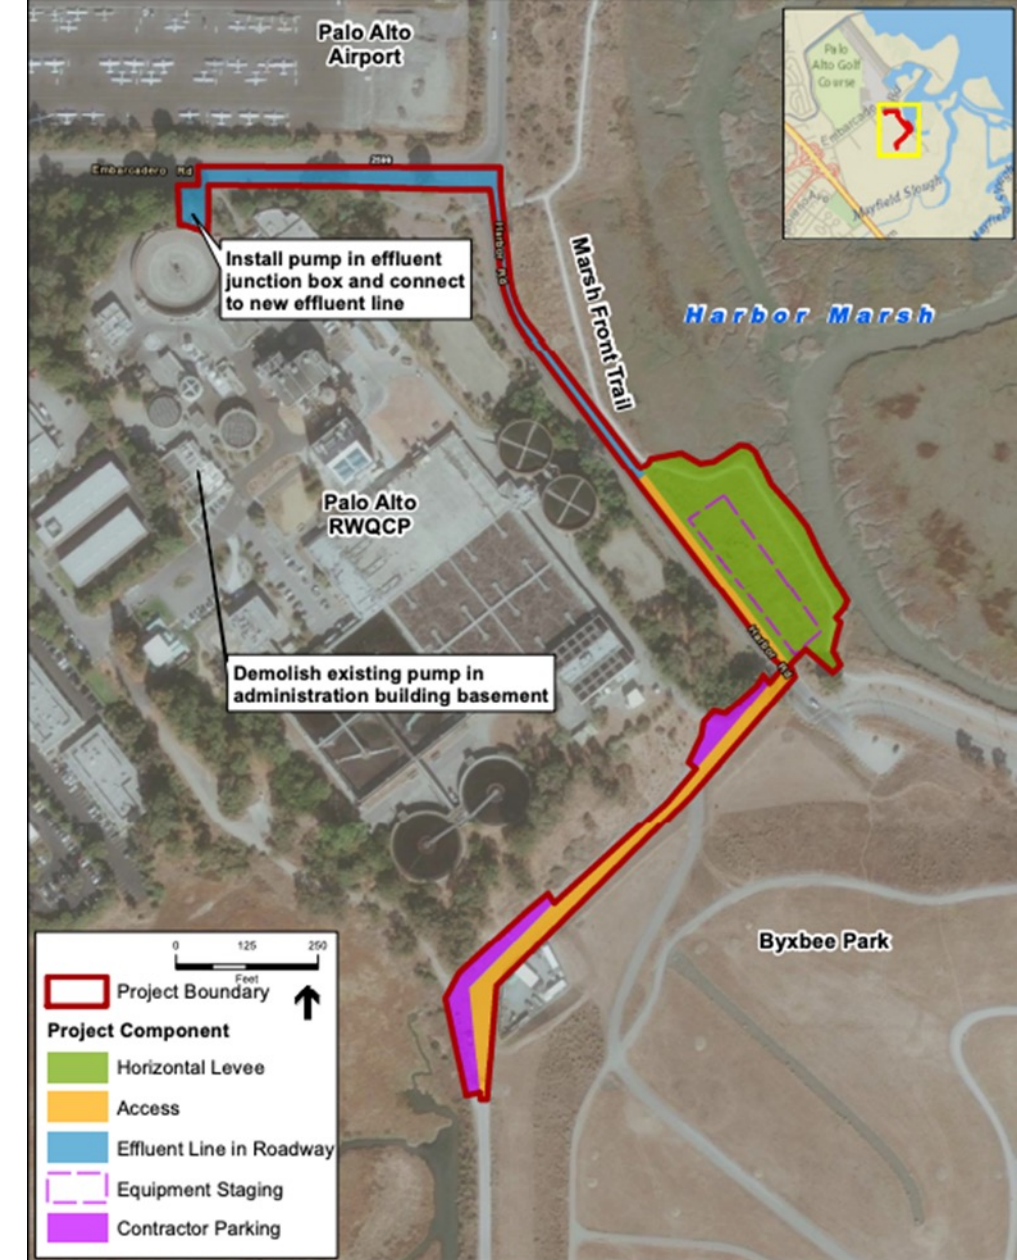 Palo Alto
Airport
Palo
Alto Golf
Course
Embarcadero Rd
Mayfield Slough
Embarcadero Rd
2500
Install pump in effluent
junction box and connect
to new effluent line
Harbor Rd
Marsh Front Trail
Harbor Marsh
Palo Alto
RWQCP
Harbor Rd
Demolish existing pump in
administration building basement
Byxbee Park
0 125 250
Feet
Project Boundary
Project Component
Horizontal Levee
Access
Effluent Line in Roadway
Equipment Staging
Contractor Parking